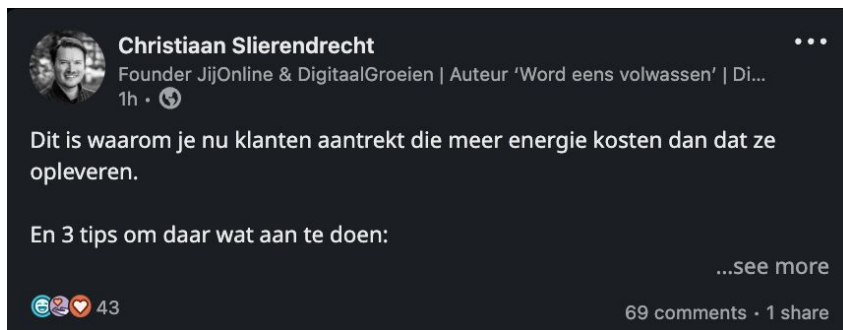 Christiaan Slierendrecht
Founder JijOnline & DigitaalGroeien | Auteur ‘Word eens volwassen’ | Di...
1h •
Dit is waarom je nu klanten aantrekt die meer energie kosten dan dat ze
opleveren.
En 3 tips om daar wat aan te doen:
...see more
43
69 comments • 1 share